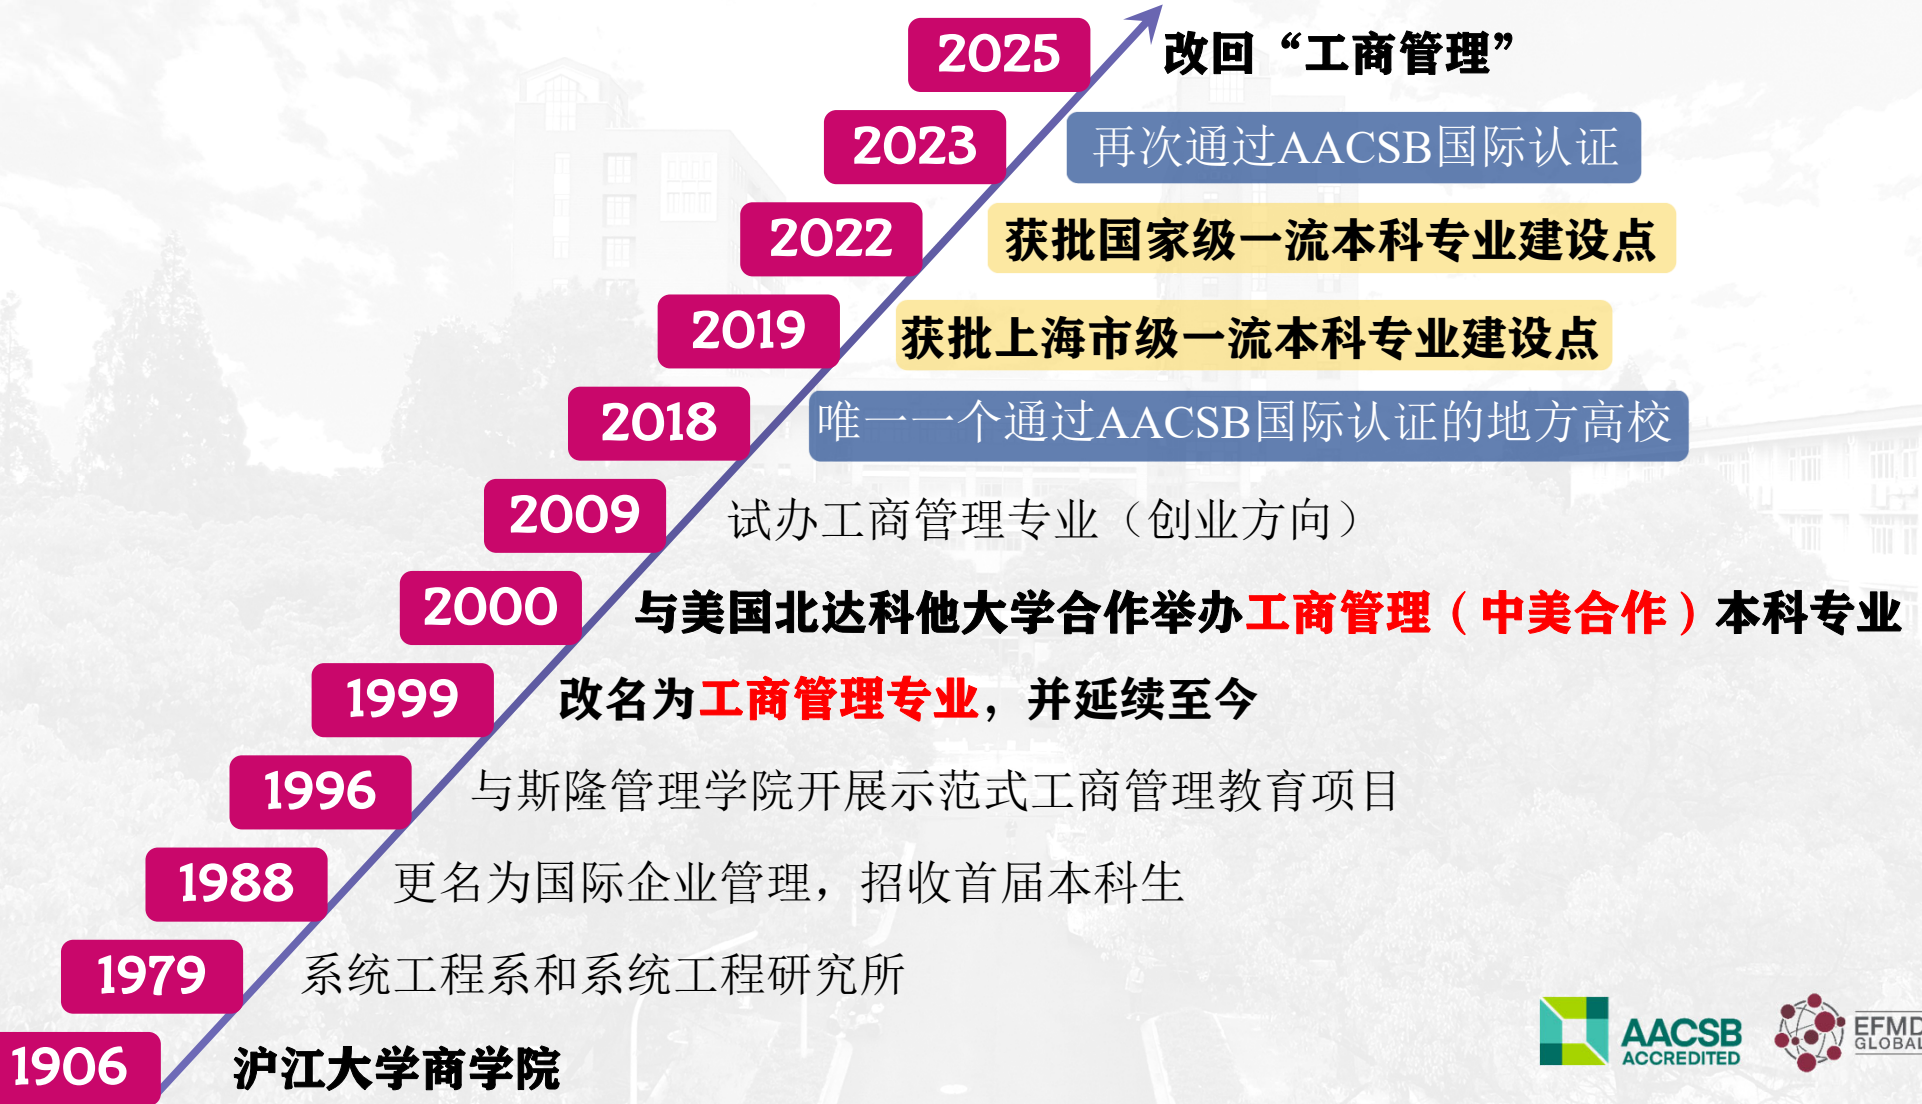 2025 改回“工商管理”
2023 再次通过AACSB国际认证
2022 获批国家级一流本科专业建设点
2019 获批上海市级一流本科专业建设点
2018 唯一一个通过AACSB国际认证的地方高校
2009 试办工商管理专业（创业方向）
2000 与美国北达科他大学合作举办工商管理（中美合作）本科专业
1999 改名为工商管理专业，并延续至今
1996 与斯隆管理学院开展示范式工商管理教育项目
1988 更名为国际企业管理，招收首届本科生
1979 系统工程系和系统工程研究所
1906 沪江大学商学院
AACSB
ACCREDITED
EFMD
GLOBAL